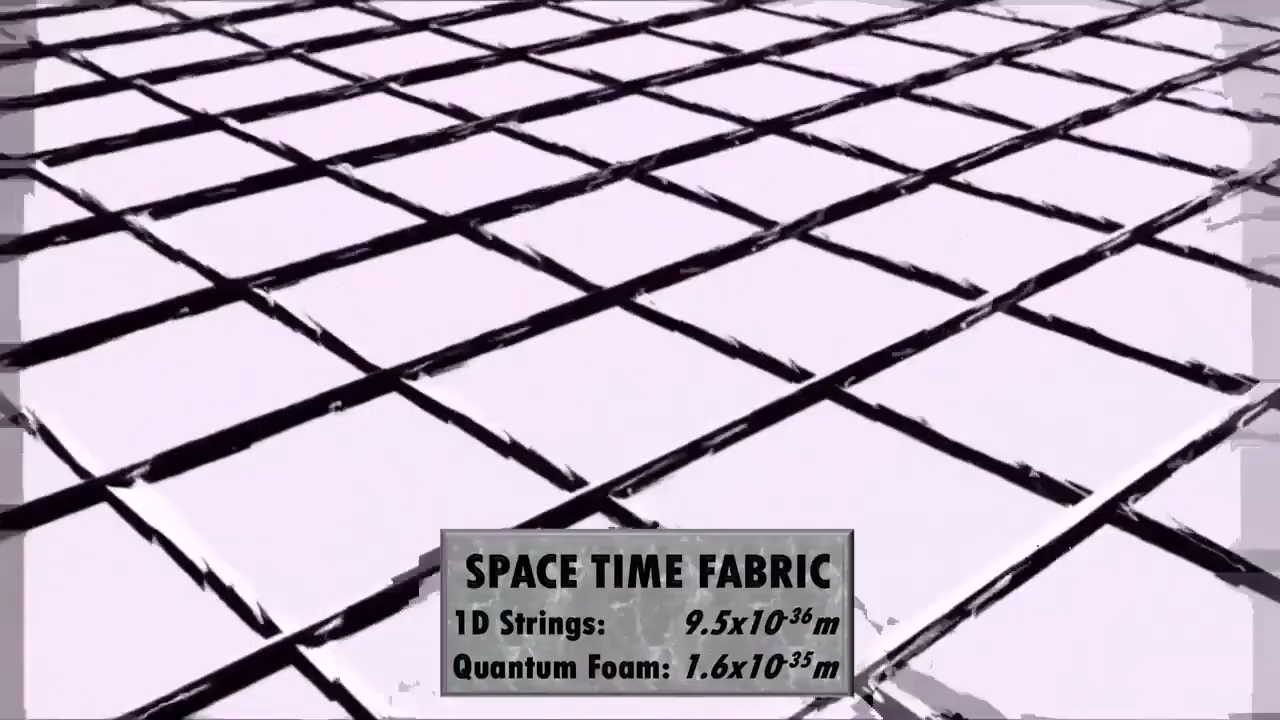 SPACE TIME FABRIC
1D Strings: 9.5x10⁻³⁶m
Quantum Foam: 1.6x10⁻³⁵m